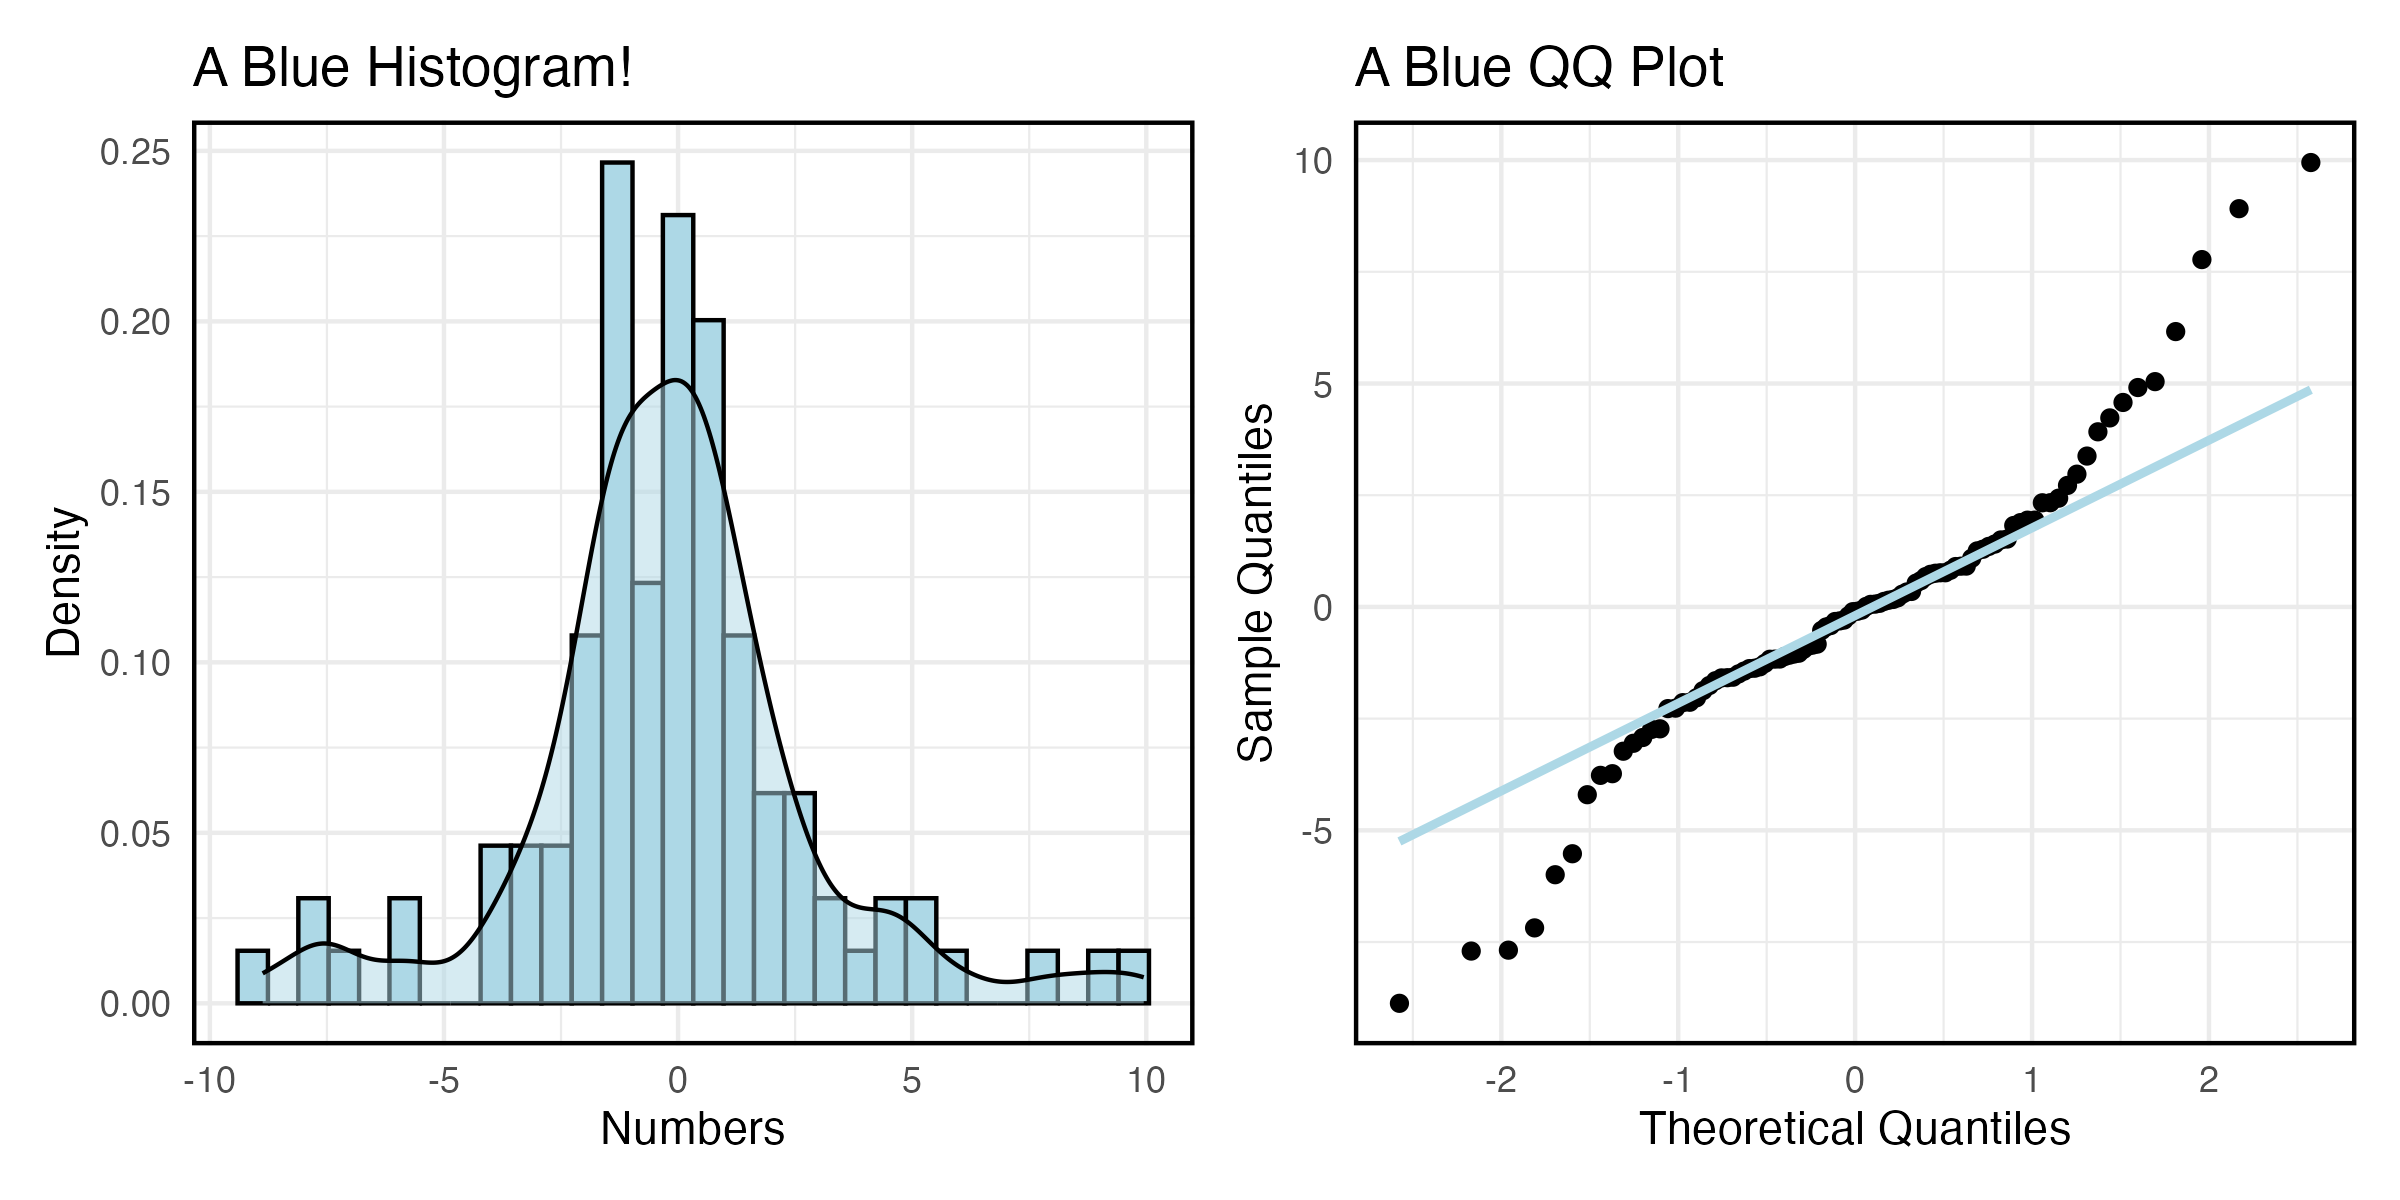 A Blue Histogram!
0.25
0.20
0.15
0.10
0.05
0.00
Density
-10 -5 0 5 10
Numbers
A Blue QQ Plot
10
5
0
-5
Sample Quantiles
-2 -1 0 1 2
Theoretical Quantiles